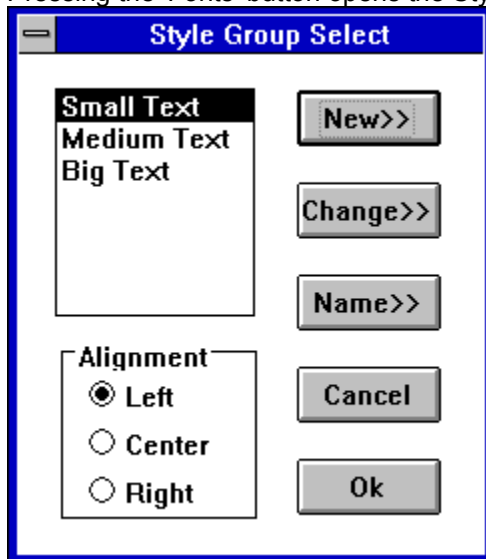 Style Group Select
Small Text
Medium Text
Big Text
New>>
Change>>
Name>>
Alignment
Left
Center
Right
Cancel
Ok